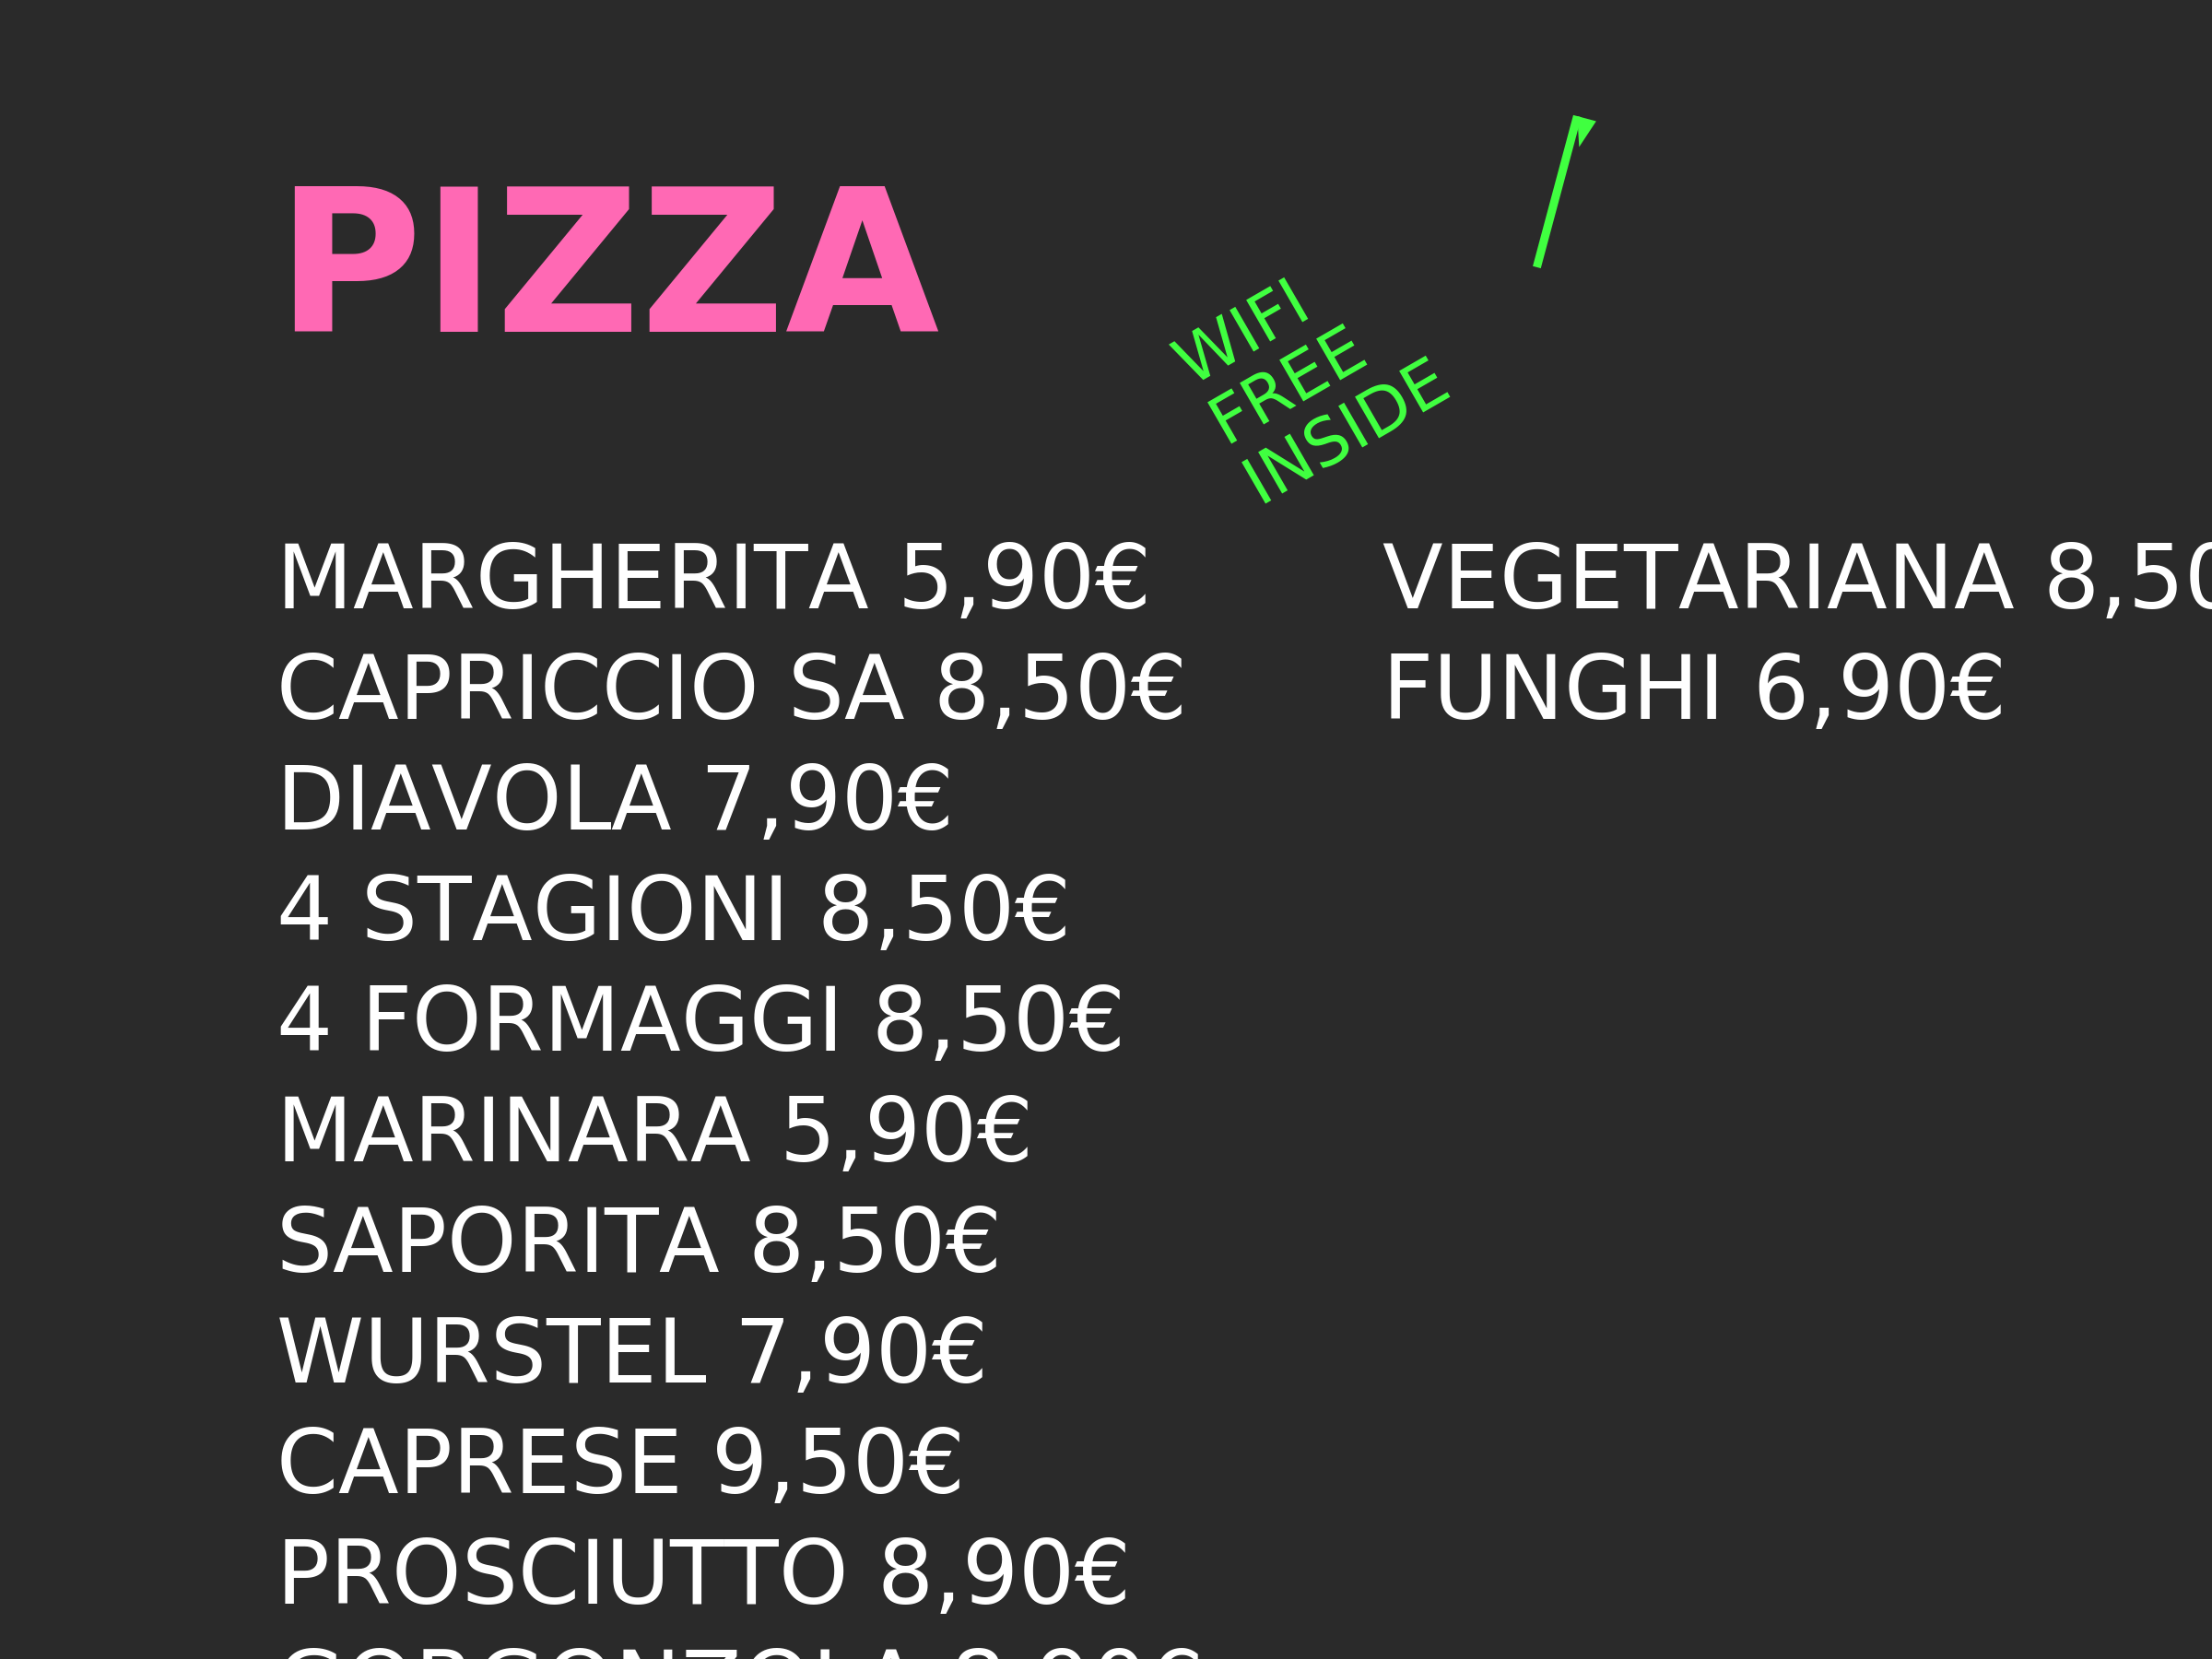 PIZZA
WIFI
FREE
INSIDE
MARGHERITA 5,90€
CAPRICCIO SA 8,50€
DIAVOLA 7,90€
4 STAGIONI 8,50€
4 FORMAGGI 8,50€
MARINARA 5,90€
SAPORITA 8,50€
WURSTEL 7,90€
CAPRESE 9,50€
PROSCIUTTO 8,90€
VEGETARIANA 8,50
FUNGHI 6,90€